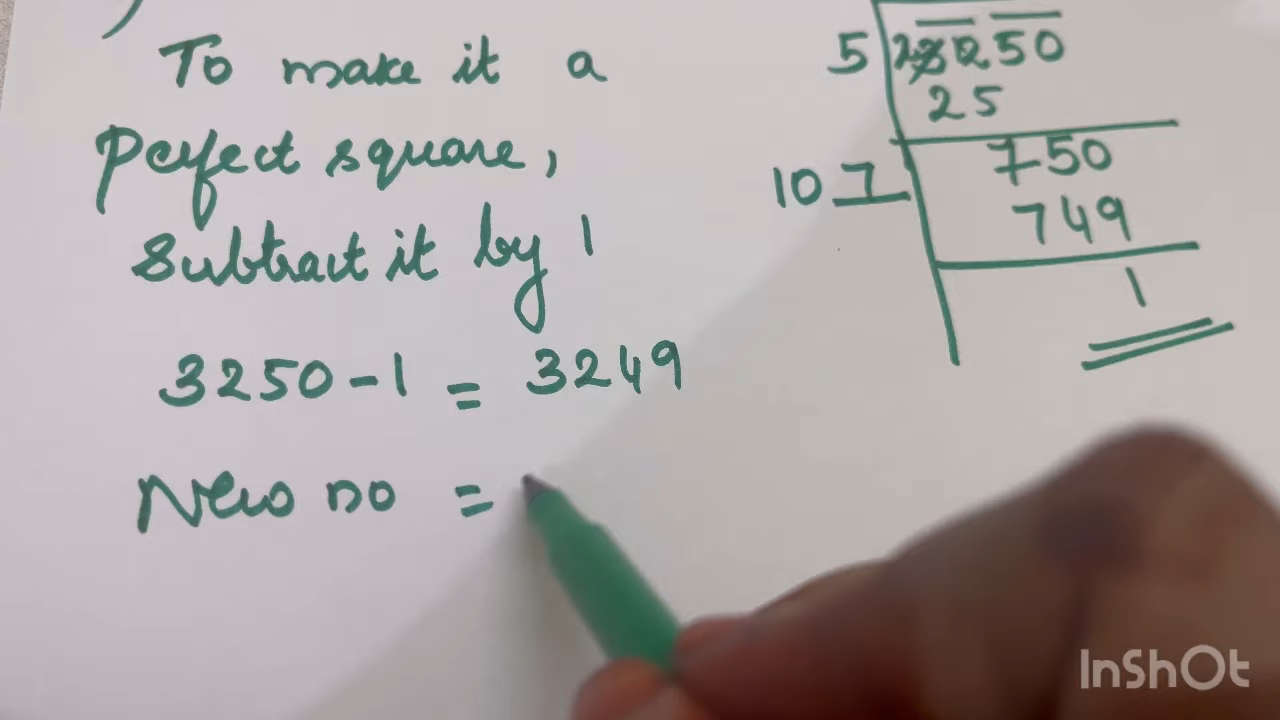 To make it a
perfect square,
Subtract it by 1
3250 - 1 = 3249
New no =
5 50
25
750
10 7
749
1
InShOt